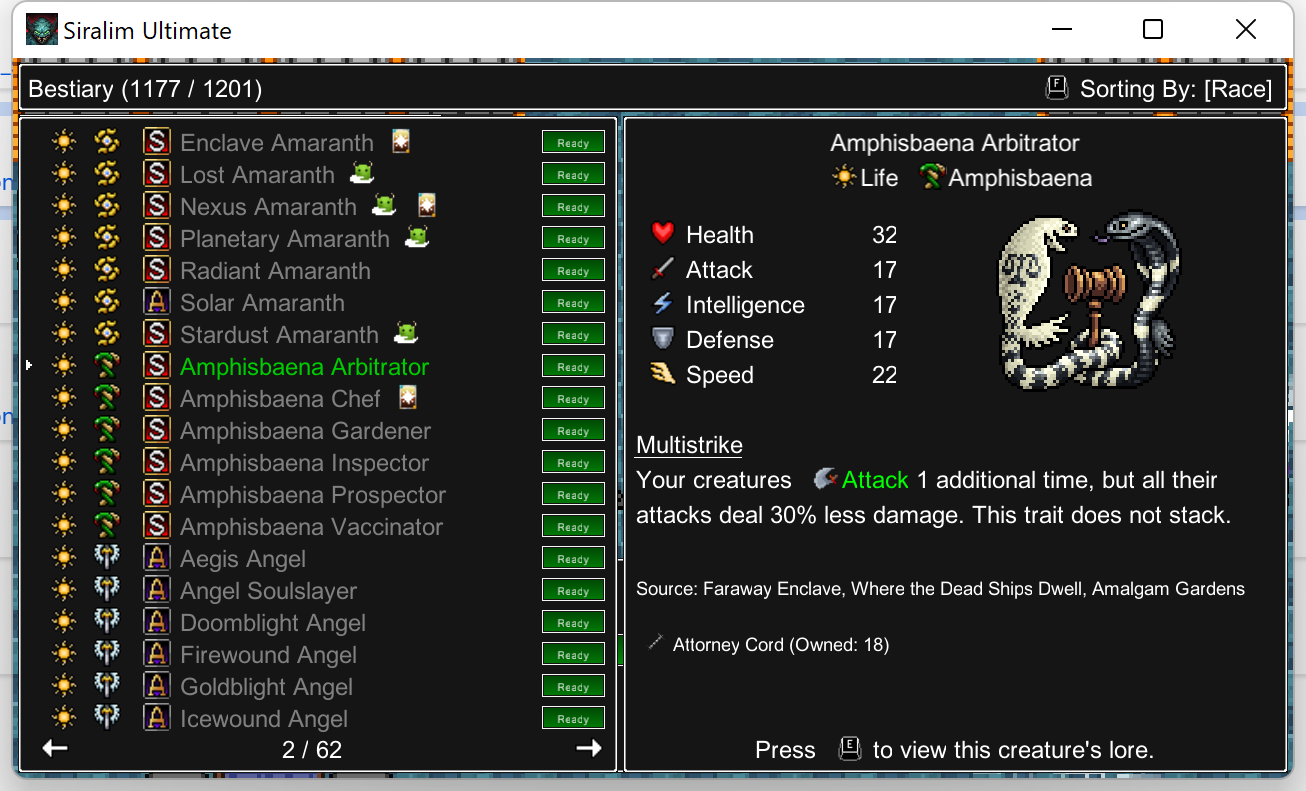 Siralim Ultimate
Bestiary (1177 / 1201)
F Sorting By: [Race]
S Enclave Amaranth Ready
S Lost Amaranth Ready
S Nexus Amaranth Ready
S Planetary Amaranth Ready
S Radiant Amaranth Ready
A Solar Amaranth Ready
S Stardust Amaranth Ready
S Amphisbaena Arbitrator Ready
S Amphisbaena Chef Ready
S Amphisbaena Gardener Ready
S Amphisbaena Inspector Ready
S Amphisbaena Prospector Ready
S Amphisbaena Vaccinator Ready
A Aegis Angel Ready
A Angel Soulslayer Ready
A Doomblight Angel Ready
A Firewound Angel Ready
A Goldblight Angel Ready
A Icewound Angel Ready
2 / 62
Amphisbaena Arbitrator
Life Amphisbaena
Health 32
Attack 17
Intelligence 17
Defense 17
Speed 22
Multistrike
Your creatures Attack 1 additional time, but all their
attacks deal 30% less damage. This trait does not stack.
Source: Faraway Enclave, Where the Dead Ships Dwell, Amalgam Gardens
Attorney Cord (Owned: 18)
Press E to view this creature's lore.